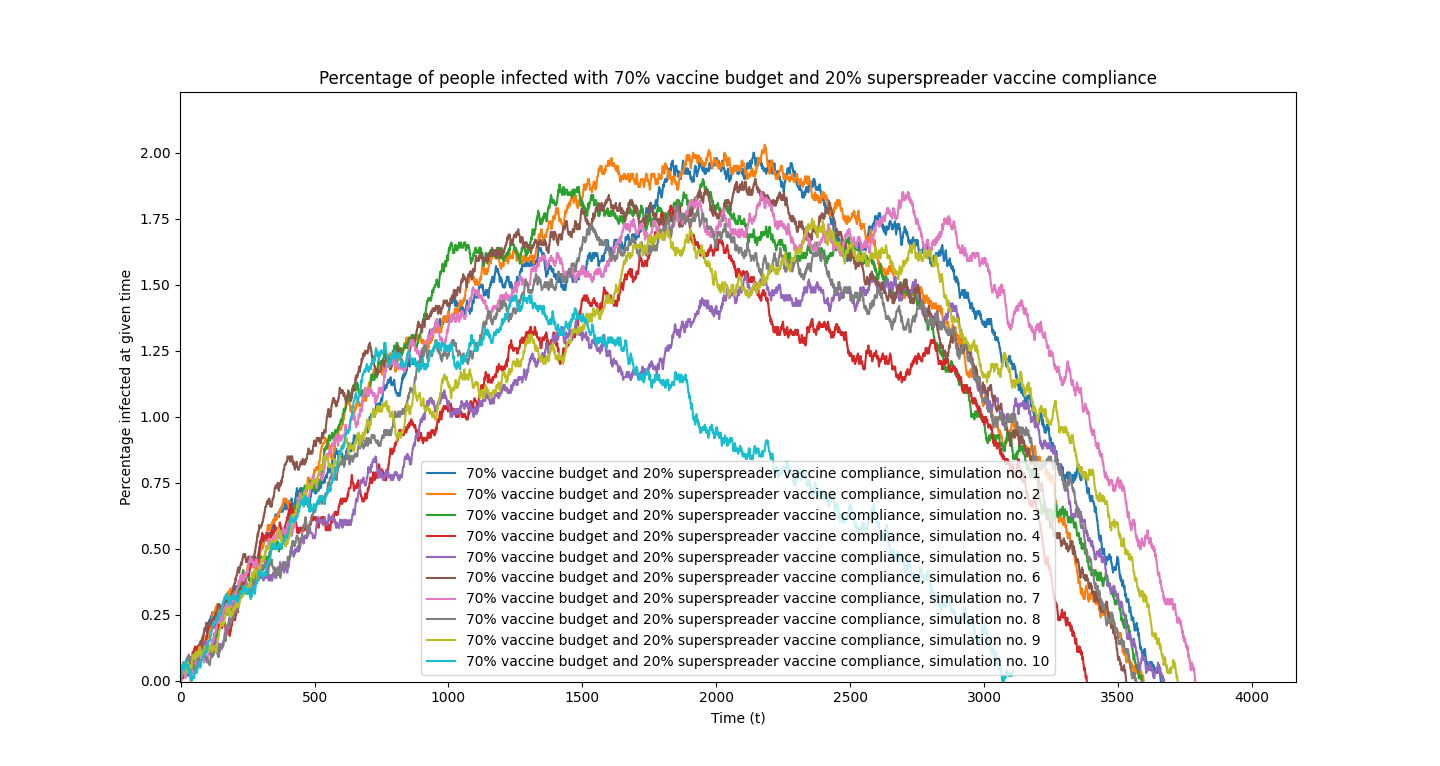 Percentage of people infected with 70% vaccine budget and 20% superspreader vaccine compliance
Percentage infected at given time
2.00
1.75
1.50
1.25
1.00
0.75
0.50
0.25
0.00
70% vaccine budget and 20% superspreader vaccine compliance, simulation no. 1
70% vaccine budget and 20% superspreader vaccine compliance, simulation no. 2
70% vaccine budget and 20% superspreader vaccine compliance, simulation no. 3
70% vaccine budget and 20% superspreader vaccine compliance, simulation no. 4
70% vaccine budget and 20% superspreader vaccine compliance, simulation no. 5
70% vaccine budget and 20% superspreader vaccine compliance, simulation no. 6
70% vaccine budget and 20% superspreader vaccine compliance, simulation no. 7
70% vaccine budget and 20% superspreader vaccine compliance, simulation no. 8
70% vaccine budget and 20% superspreader vaccine compliance, simulation no. 9
70% vaccine budget and 20% superspreader vaccine compliance, simulation no. 10
0 500 1000 1500 2000 2500 3000 3500 4000
Time (t)